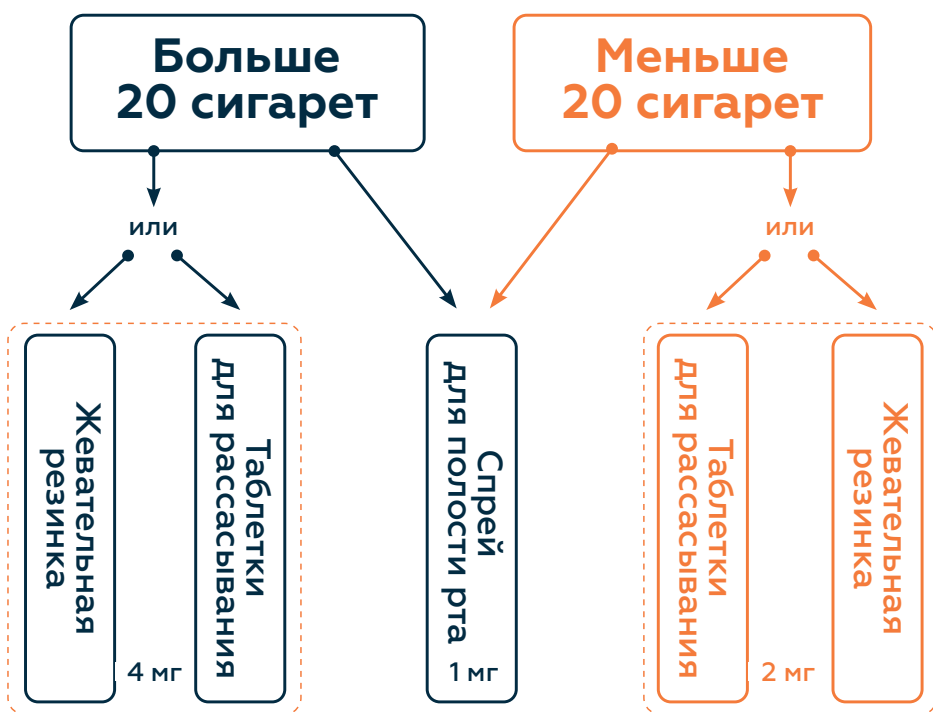 Больше
20 сигарет
Меньше
20 сигарет
или
или
Жевательная
резинка
Таблетки
для рассасывания
4 мг
Спрей
для полости рта
1 мг
Таблетки
для рассасывания
Жевательная
резинка
2 мг